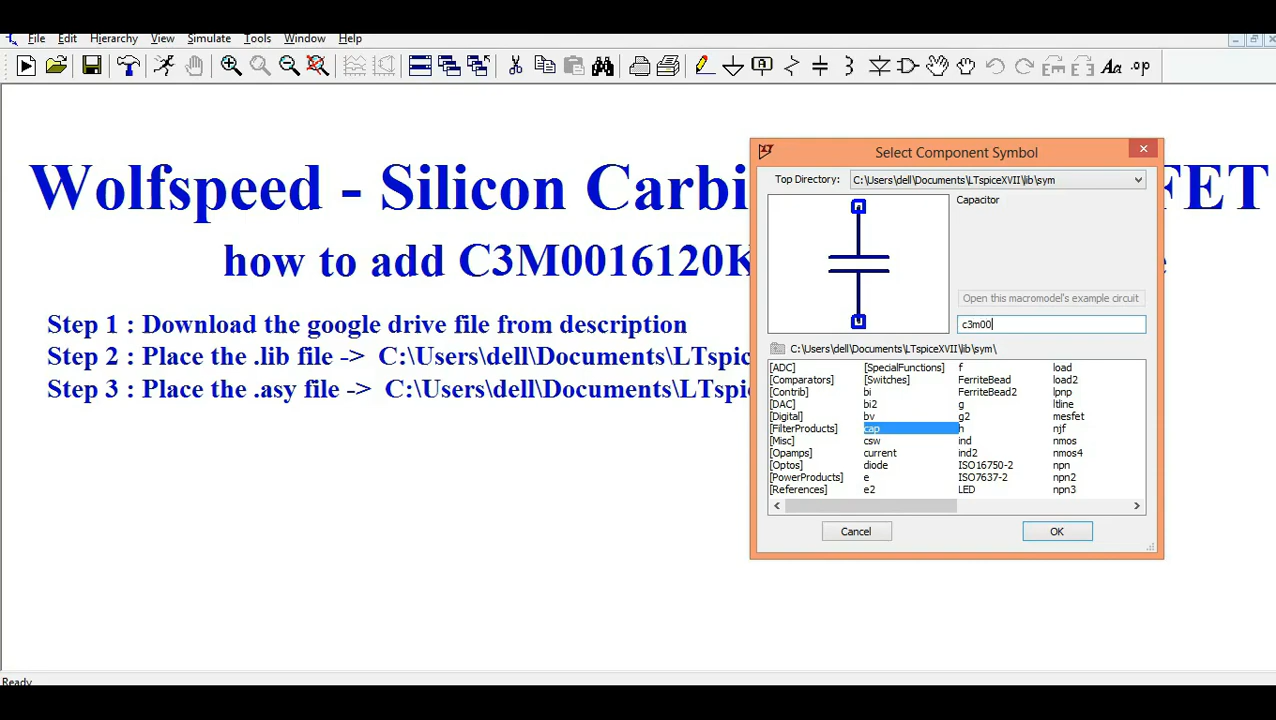 File Edit Hierarchy View Simulate Tools Window Help
Aa .op
Wolfspeed - Silicon Carbi
FET
how to add C3M0016120K
e
Step 1 : Download the google drive file from description
Step 2 : Place the .lib file -> C:\Users\dell\Documents\LTspic
Step 3 : Place the .asy file -> C:\Users\dell\Documents\LTspic
Select Component Symbol
Top Directory: C:\Users\dell\Documents\LTspiceXVII\lib\sym
Capacitor
Open this macromodel's example circuit
c3m00
C:\Users\dell\Documents\LTspiceXVII\lib\sym\
[ADC] [SpecialFunctions] f load
[Comparators] [Switches] FerriteBead load2
[Contrib] bi FerriteBead2 lpnp
[DAC] bi2 g ltline
[Digital] bv g2 mesfet
[FilterProducts] cap h njf
[Misc] csw ind nmos
[Opamps] current ind2 nmos4
[Optos] diode ISO16750-2 npn
[PowerProducts] e ISO7637-2 npn2
[References] e2 LED npn3
Cancel OK
Ready